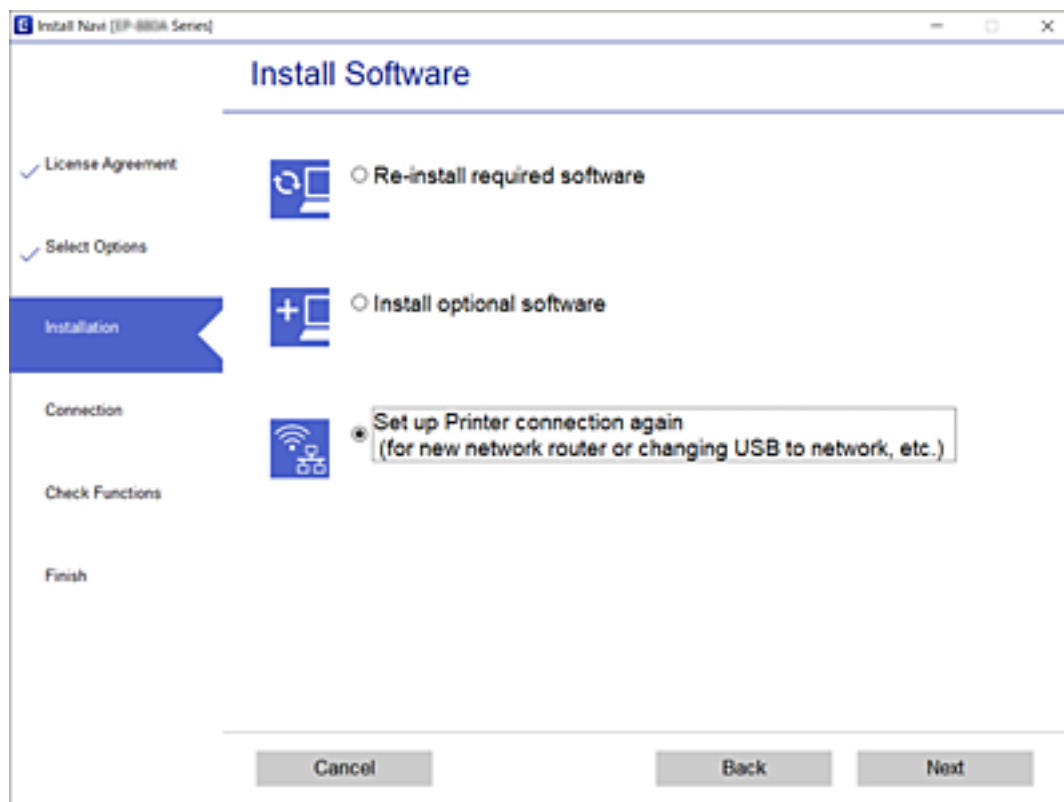 Install Navi [EP-880A Series]
Install Software
License Agreement
Select Options
Installation
Connection
Check Functions
Finish
Re-install required software
Install optional software
Set up Printer connection again
(for new network router or changing USB to network, etc.)
Cancel
Back
Next